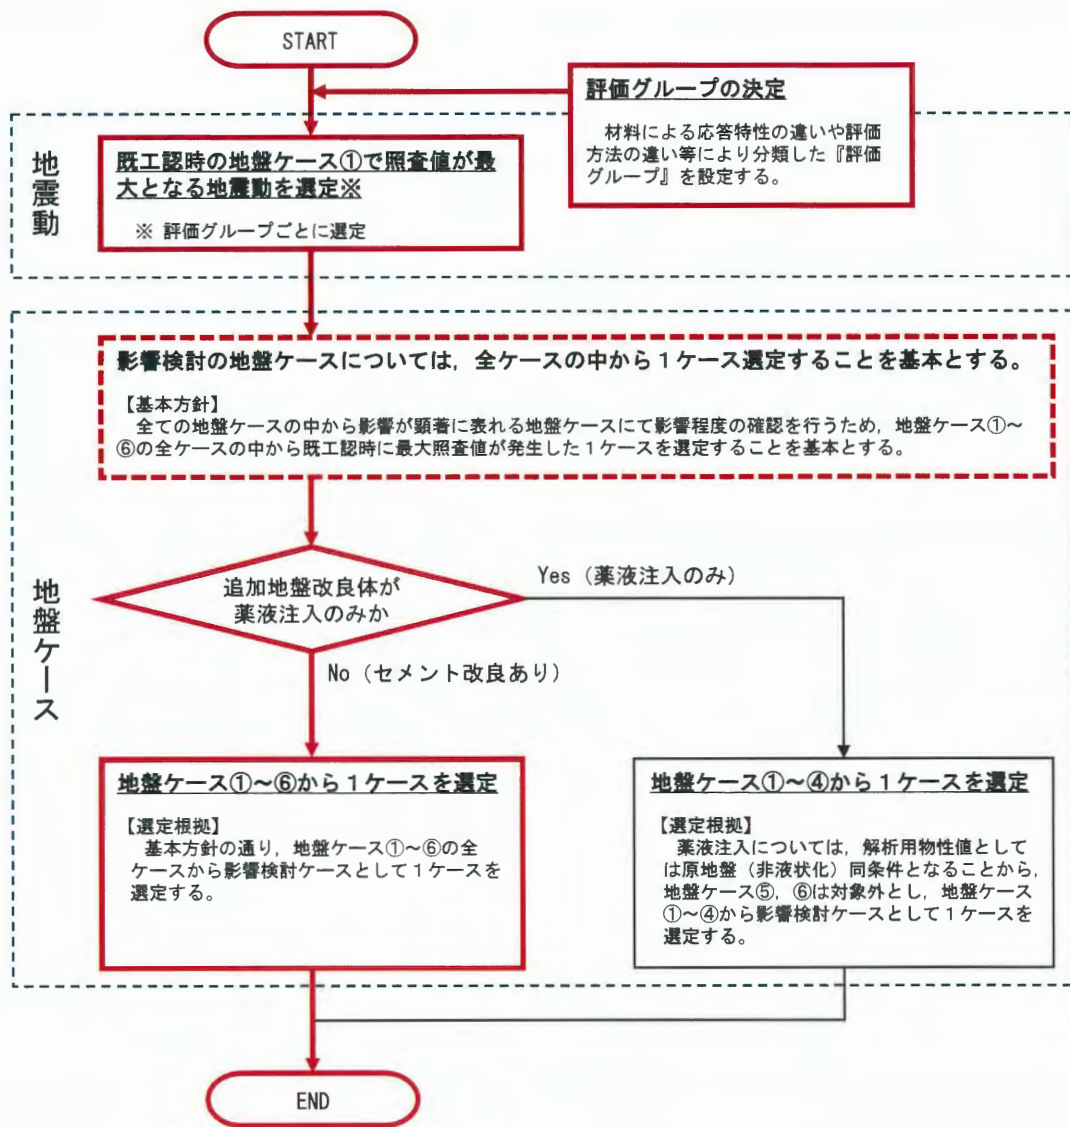 START
評価グループの決定
材料による応答特性の違いや評価
方法の違い等により分類した『評価
グループ』を設定する。
地震動
既工認時の地盤ケース①で照査値が最
大となる地震動を選定※
※ 評価グループごとに選定
地盤ケース
影響検討の地盤ケースについては，全ケースの中から１ケース選定することを基本とする。
【基本方針】
全ての地盤ケースの中から影響が顕著に表れる地盤ケースにて影響程度の確認を行うため，地盤ケース①～
⑥の全ケースの中から既工認時に最大照査値が発生した１ケースを選定することを基本とする。
追加地盤改良体が
薬液注入のみか
Yes（薬液注入のみ）
No（セメント改良あり）
地盤ケース①～⑥から１ケースを選定
【選定根拠】
基本方針の通り，地盤ケース①～⑥の全
ケースから影響検討ケースとして１ケースを
選定する。
地盤ケース①～④から１ケースを選定
【選定根拠】
薬液注入については，解析用物性値として
は原地盤（非液状化）同条件となることから，
地盤ケース⑤，⑥は対象外とし，地盤ケース
①～④から影響検討ケースとして１ケースを
選定する。
END